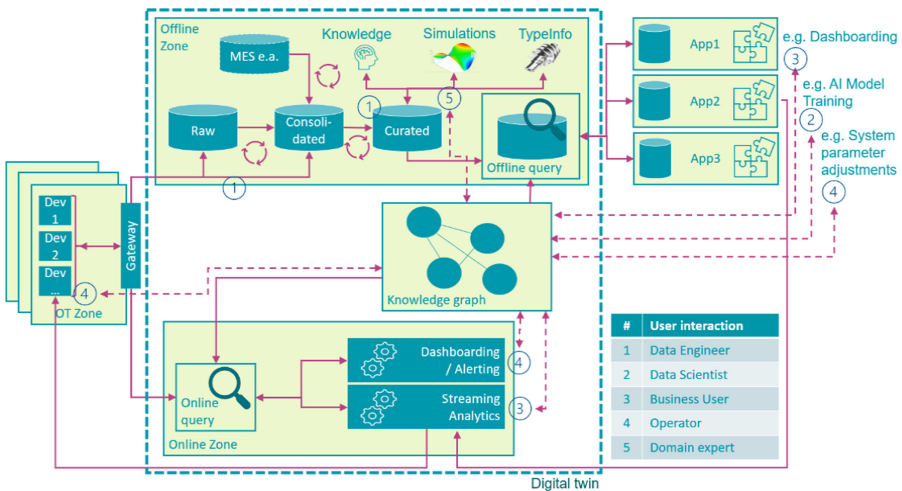 Offline
Zone
MES e.a.
Knowledge
Simulations
TypeInfo
1
5
Raw
Consoli-
dated
Curated
Offline query
1
App1
App2
App3
e.g. Dashboarding
3
e.g. AI Model
Training
2
e.g. System
parameter
adjustments
4
Dev
1
Dev
2
Dev
...
4
OT Zone
Gateway
Knowledge graph
Dashboarding
/ Alerting
4
Streaming
Analytics
3
Online
query
Online Zone
Digital twin
# User interaction
1 Data Engineer
2 Data Scientist
3 Business User
4 Operator
5 Domain expert